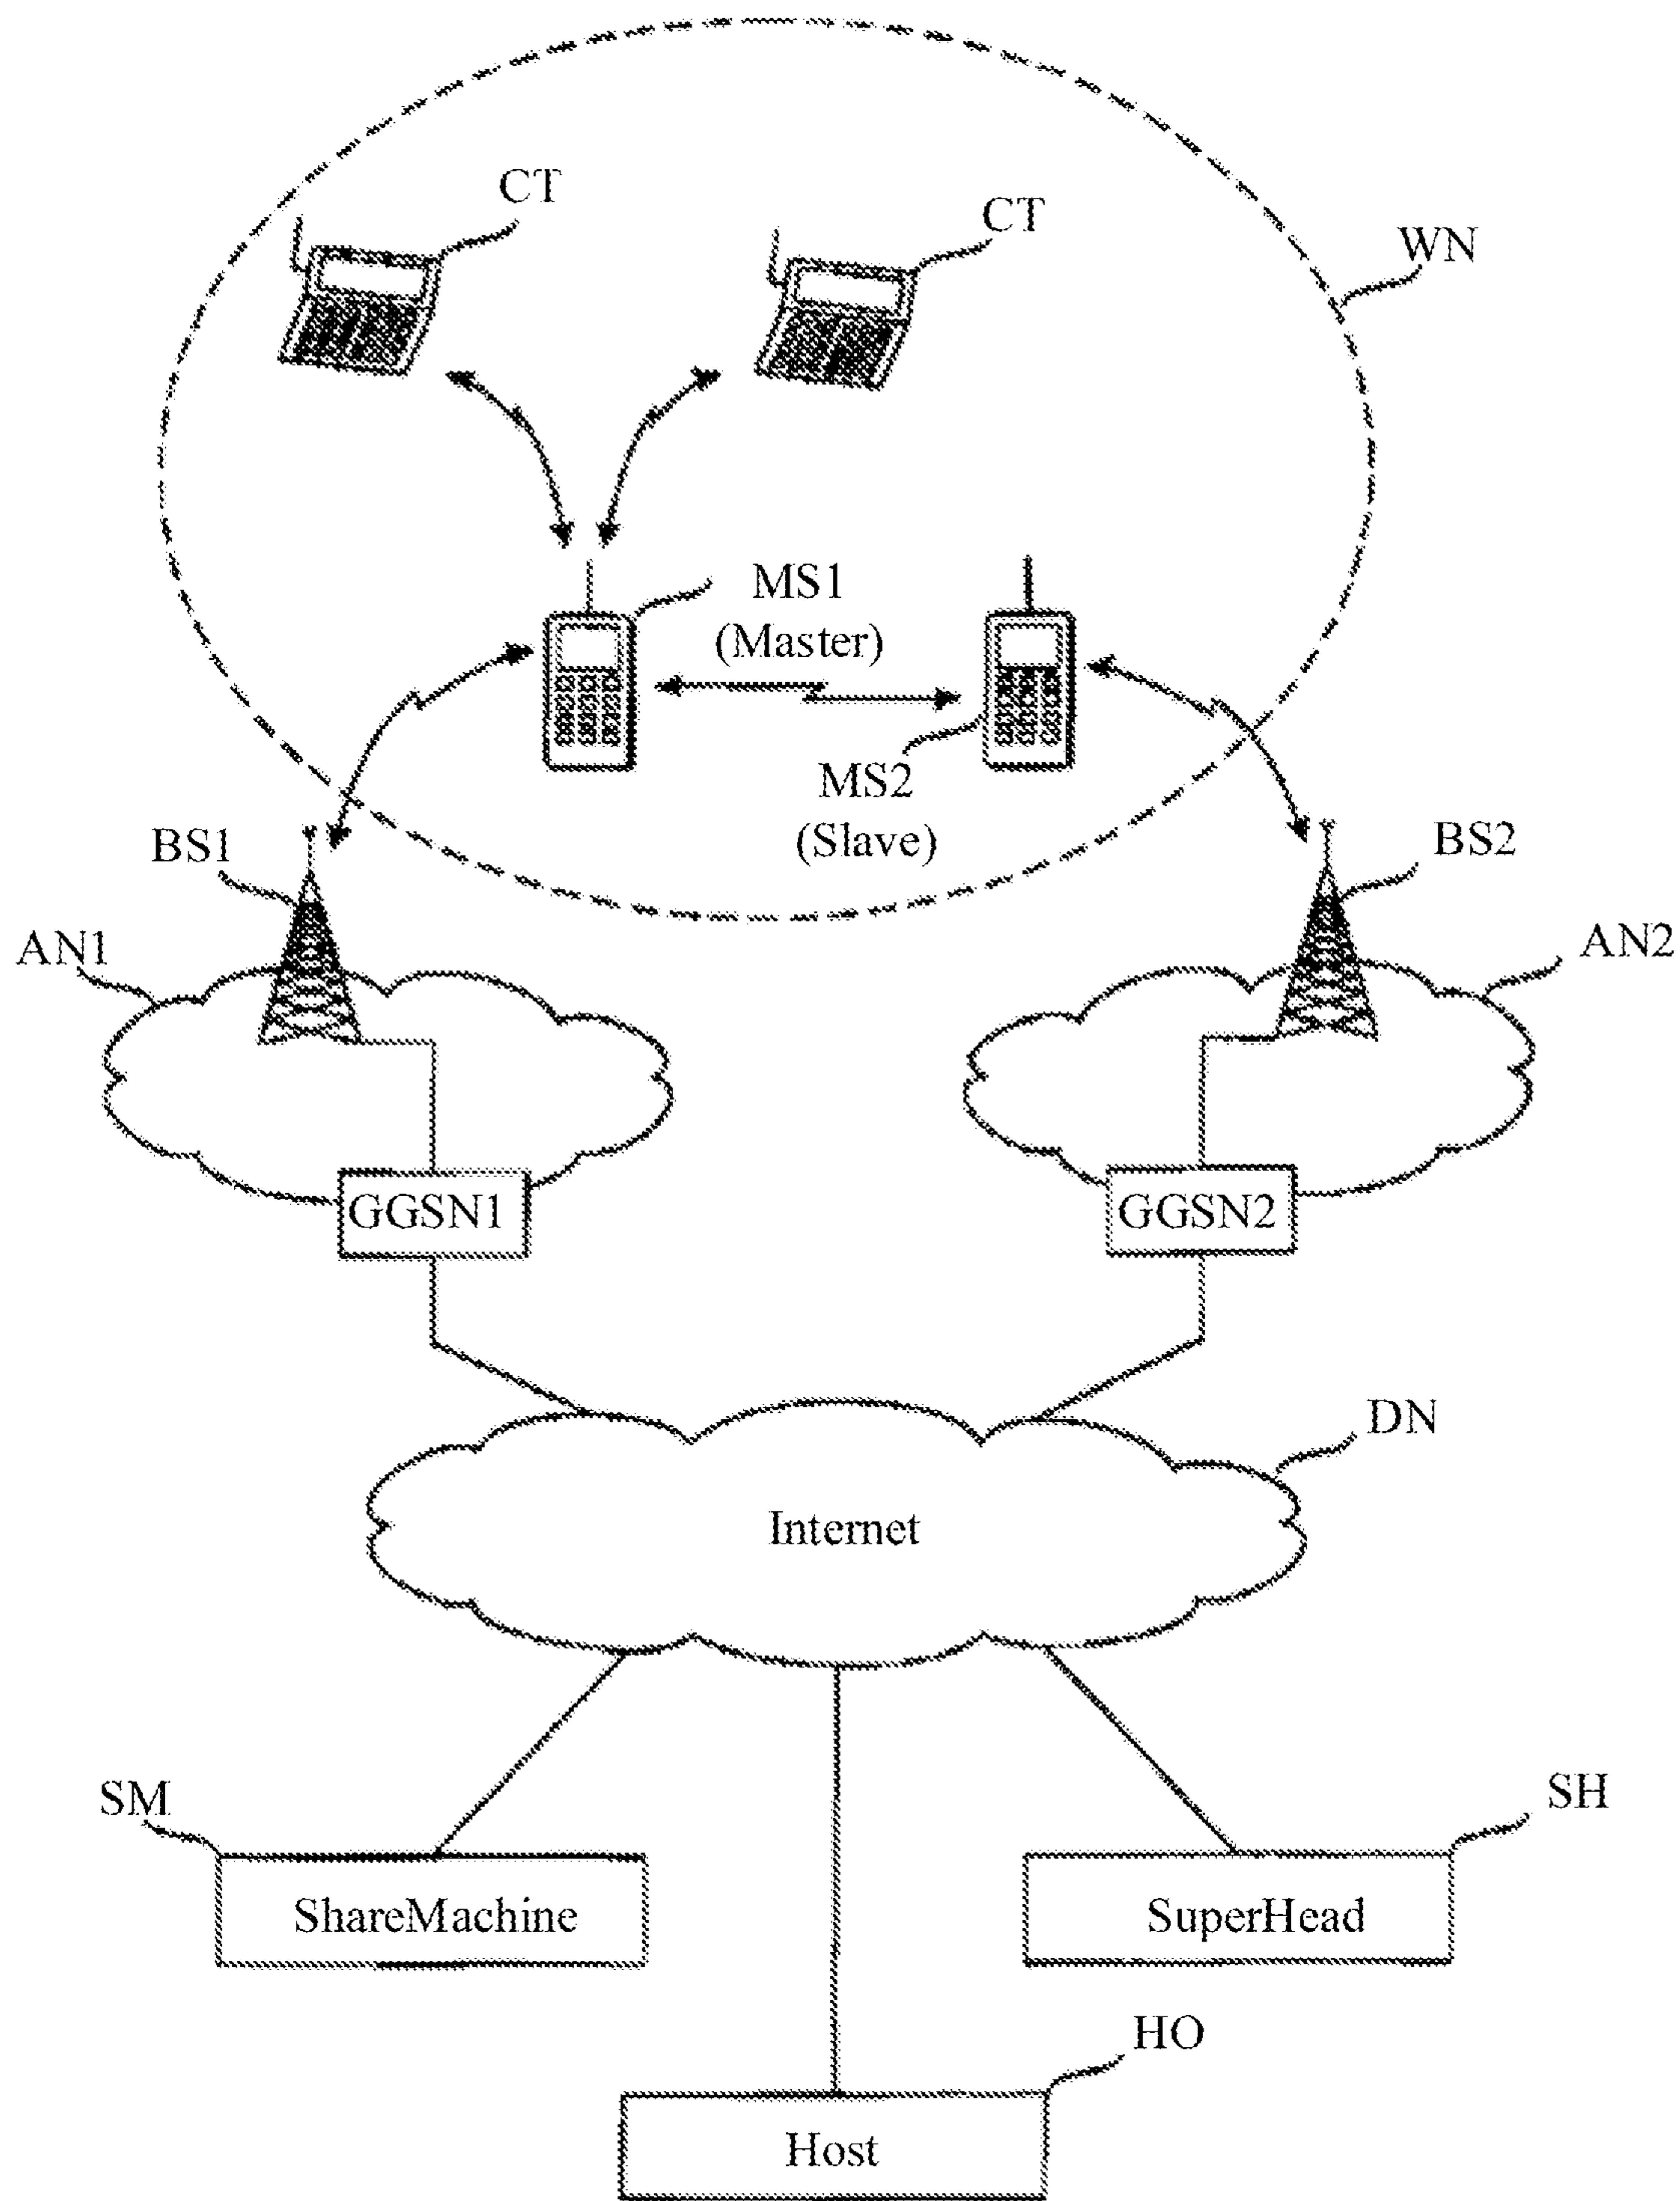 CT
CT
WN
MS1
(Master)
MS2
(Slave)
BS1
BS2
AN1
AN2
GGSN1
GGSN2
DN
Internet
SM
SH
ShareMachine
SuperHead
HO
Host